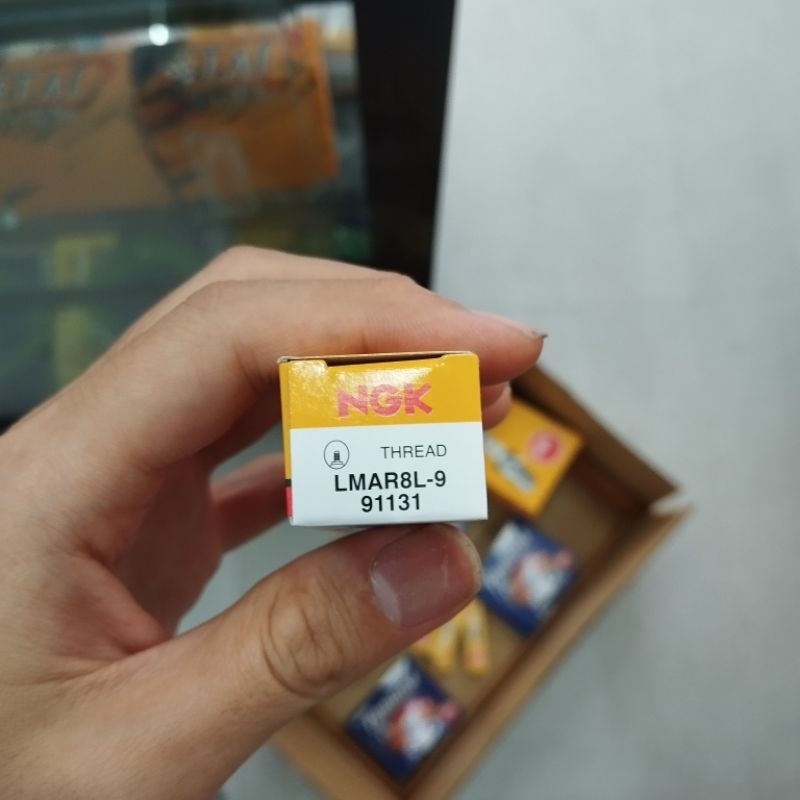 NGK
THREAD
LMAR8L-9
91131